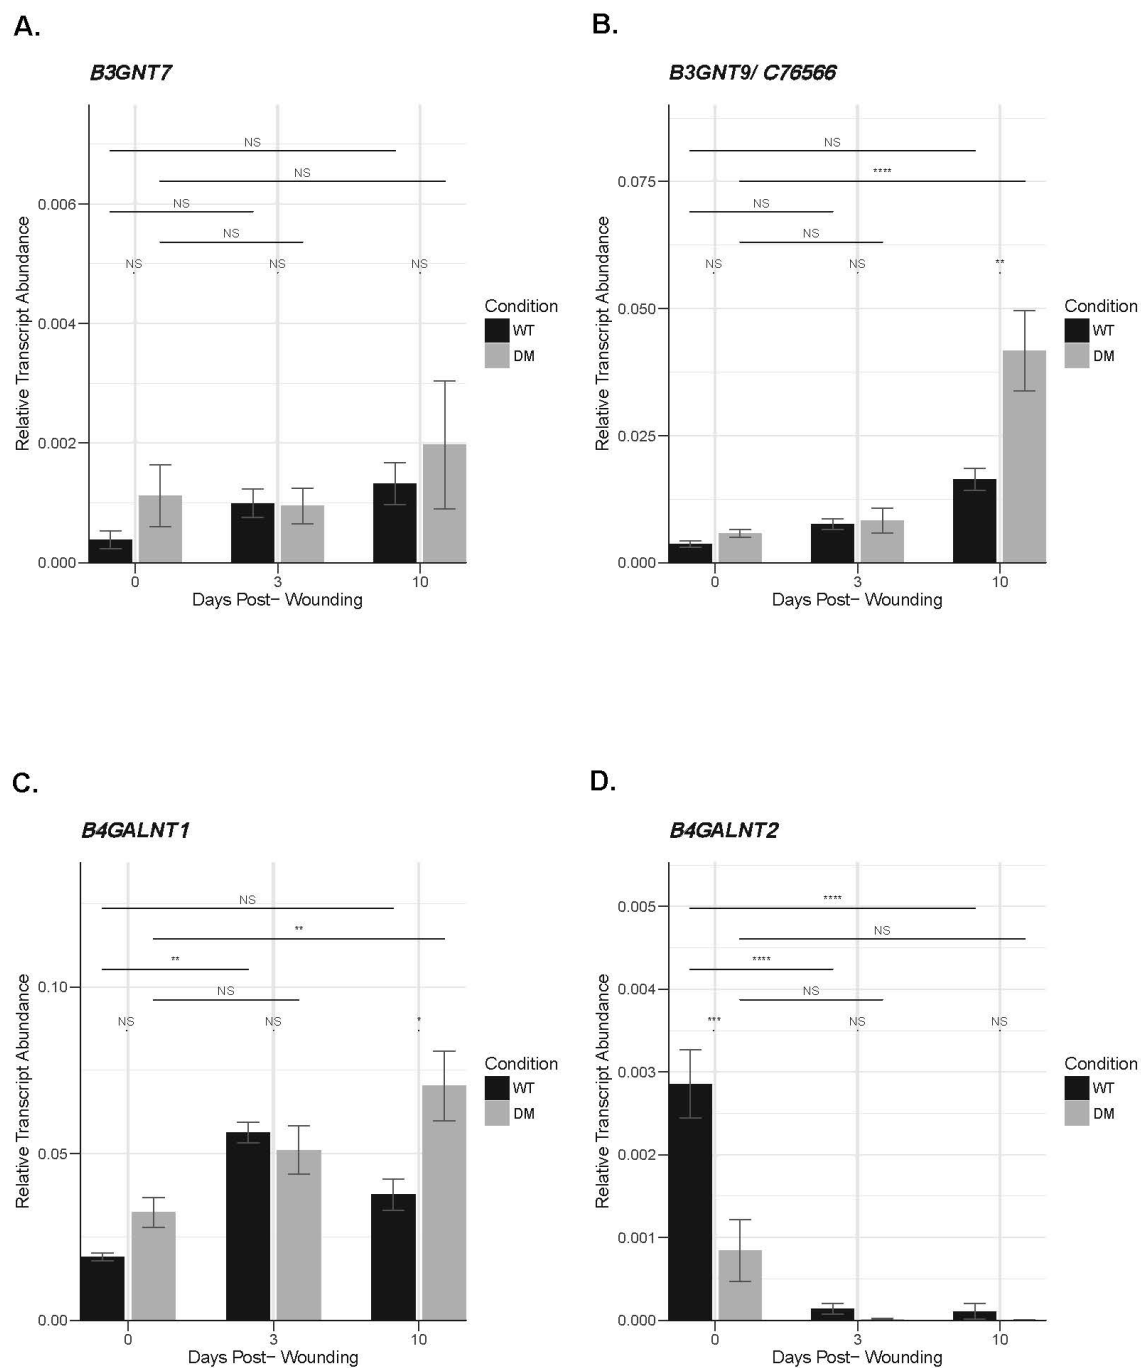 A.
B3GNT7
NS
NS
NS
NS
NS NS NS
0.006
0.004
0.002
0.000
Relative Transcript Abundance
0 3 10
Days Post- Wounding
Condition
WT
DM
B.
B3GNT9/ C76566
NS
****
NS
NS
NS NS **
0.075
0.050
0.025
0.000
Relative Transcript Abundance
0 3 10
Days Post- Wounding
Condition
WT
DM
C.
B4GALNT1
NS
**
**
NS
NS NS *
0.10
0.05
0.00
Relative Transcript Abundance
0 3 10
Days Post- Wounding
Condition
WT
DM
D.
B4GALNT2
****
NS
****
NS
*** NS NS
0.005
0.004
0.003
0.002
0.001
0.000
Relative Transcript Abundance
0 3 10
Days Post- Wounding
Condition
WT
DM